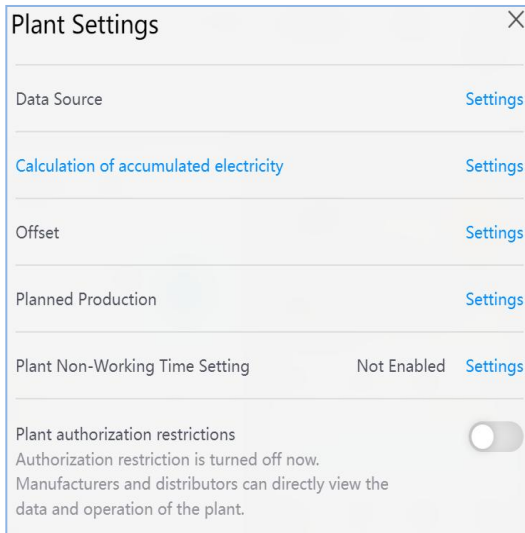 Plant Settings
Data Source Settings
Calculation of accumulated electricity Settings
Offset Settings
Planned Production Settings
Plant Non-Working Time Setting Not Enabled Settings
Plant authorization restrictions
Authorization restriction is turned off now.
Manufacturers and distributors can directly view the
data and operation of the plant.